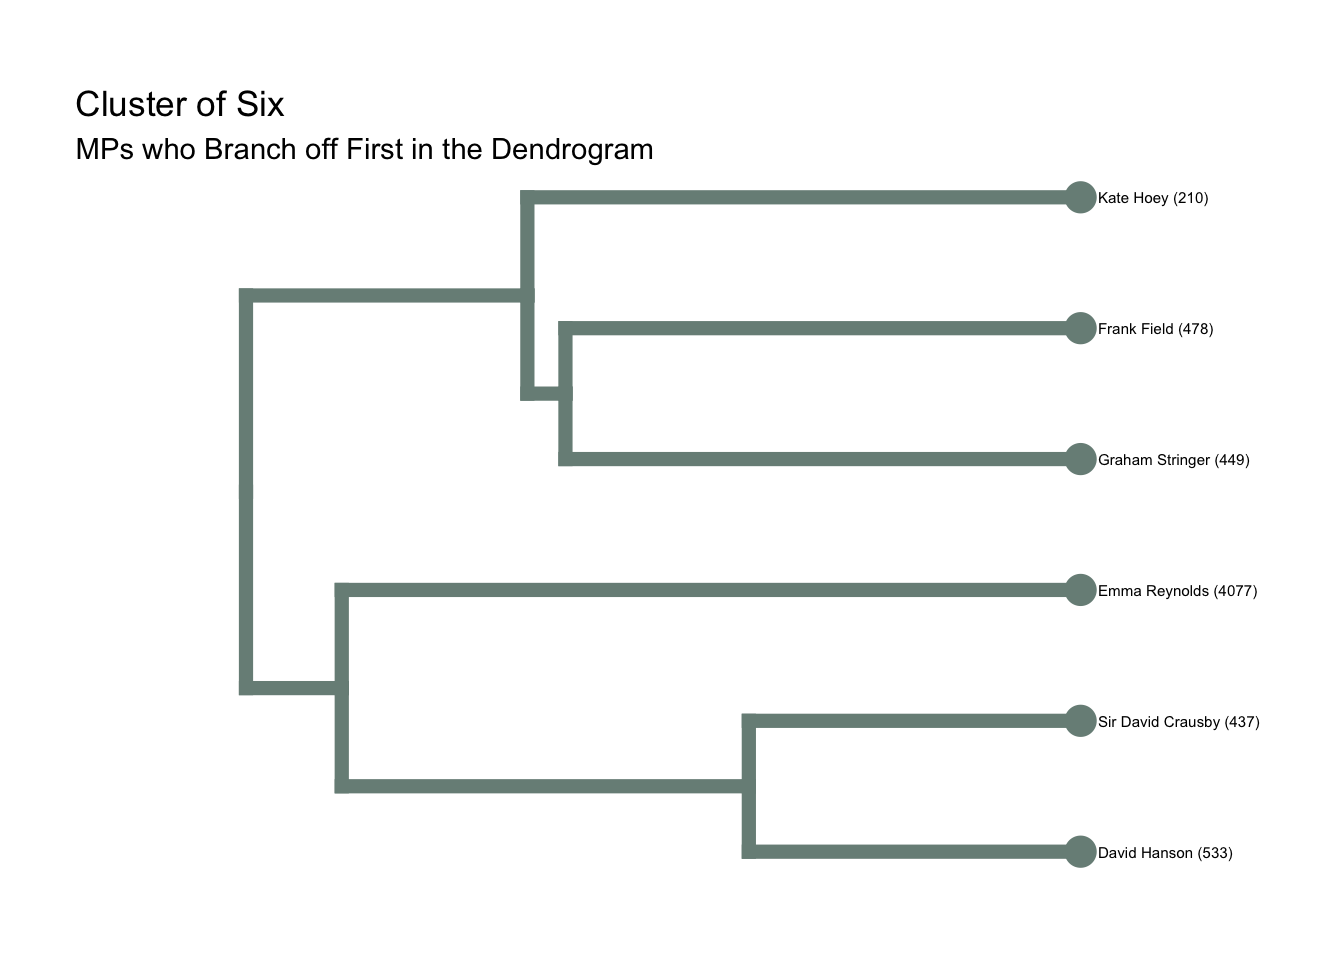 Cluster of Six
MPs who Branch off First in the Dendrogram
Kate Hoey (210)
Frank Field (478)
Graham Stringer (449)
Emma Reynolds (4077)
Sir David Crausby (437)
David Hanson (533)